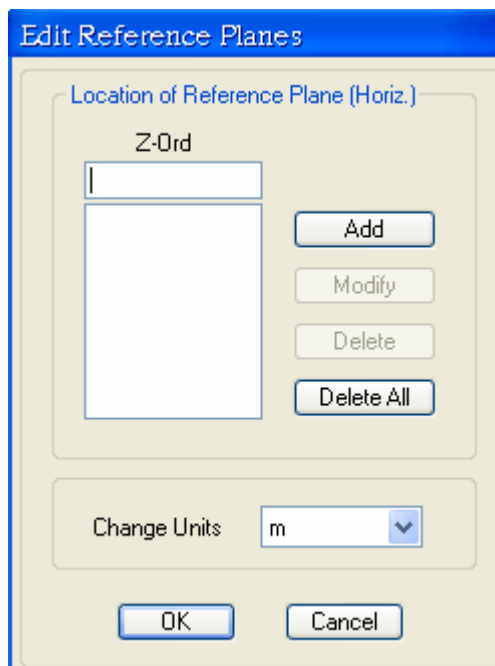 Edit Reference Planes
Location of Reference Plane (Horiz.)
Z-Ord
Add
Modify
Delete
Delete All
Change Units m
OK Cancel